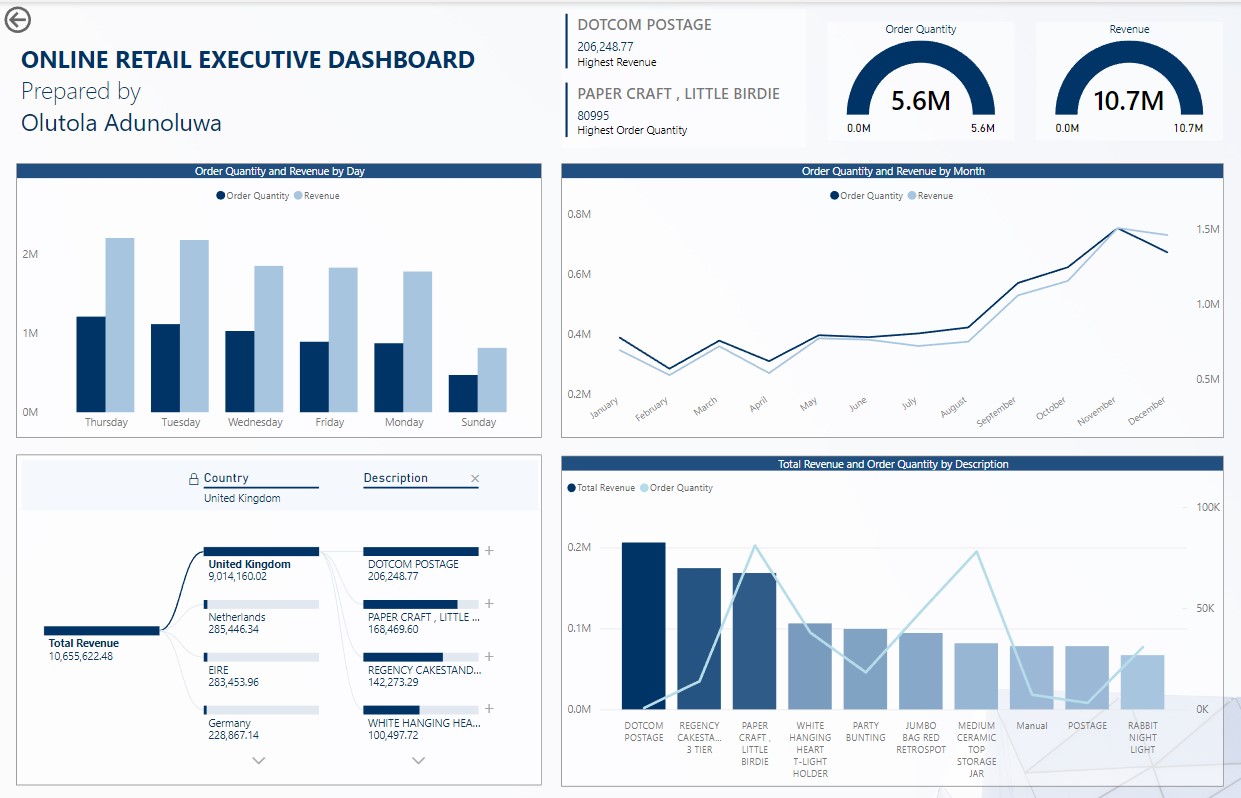 ONLINE RETAIL EXECUTIVE DASHBOARD
Prepared by
Olutola Adunoluwa
DOTCOM POSTAGE
206,248.77
Highest Revenue
PAPER CRAFT , LITTLE BIRDIE
80995
Highest Order Quantity
Order Quantity
5.6M
0.0M 5.6M
Revenue
10.7M
0.0M 10.7M
Order Quantity and Revenue by Day
Order Quantity Revenue
2M
1M
0M
Thursday Tuesday Wednesday Friday Monday Sunday
Order Quantity and Revenue by Month
Order Quantity Revenue
0.8M
0.6M
0.4M
0.2M
1.5M
1.0M
0.5M
January February March April May June July August September October November December
Country
United Kingdom
Description
Total Revenue
10,655,622.48
United Kingdom
9,014,160.02
Netherlands
285,446.34
EIRE
283,453.96
Germany
228,867.14
DOTCOM POSTAGE
206,248.77
PAPER CRAFT , LITTLE ...
168,469.60
REGENCY CAKESTAND...
142,273.29
WHITE HANGING HEA...
100,497.72
Total Revenue and Order Quantity by Description
Total Revenue Order Quantity
0.2M
0.1M
0.0M
100K
50K
0K
DOTCOM
POSTAGE
REGENCY
CAKESTA...
3 TIER
PAPER
CRAFT ,
LITTLE
BIRDIE
WHITE
HANGING
HEART
T-LIGHT
HOLDER
PARTY
BUNTING
JUMBO
BAG RED
RETROSPOT
MEDIUM
CERAMIC
TOP
STORAGE
JAR
Manual
POSTAGE
RABBIT
NIGHT
LIGHT